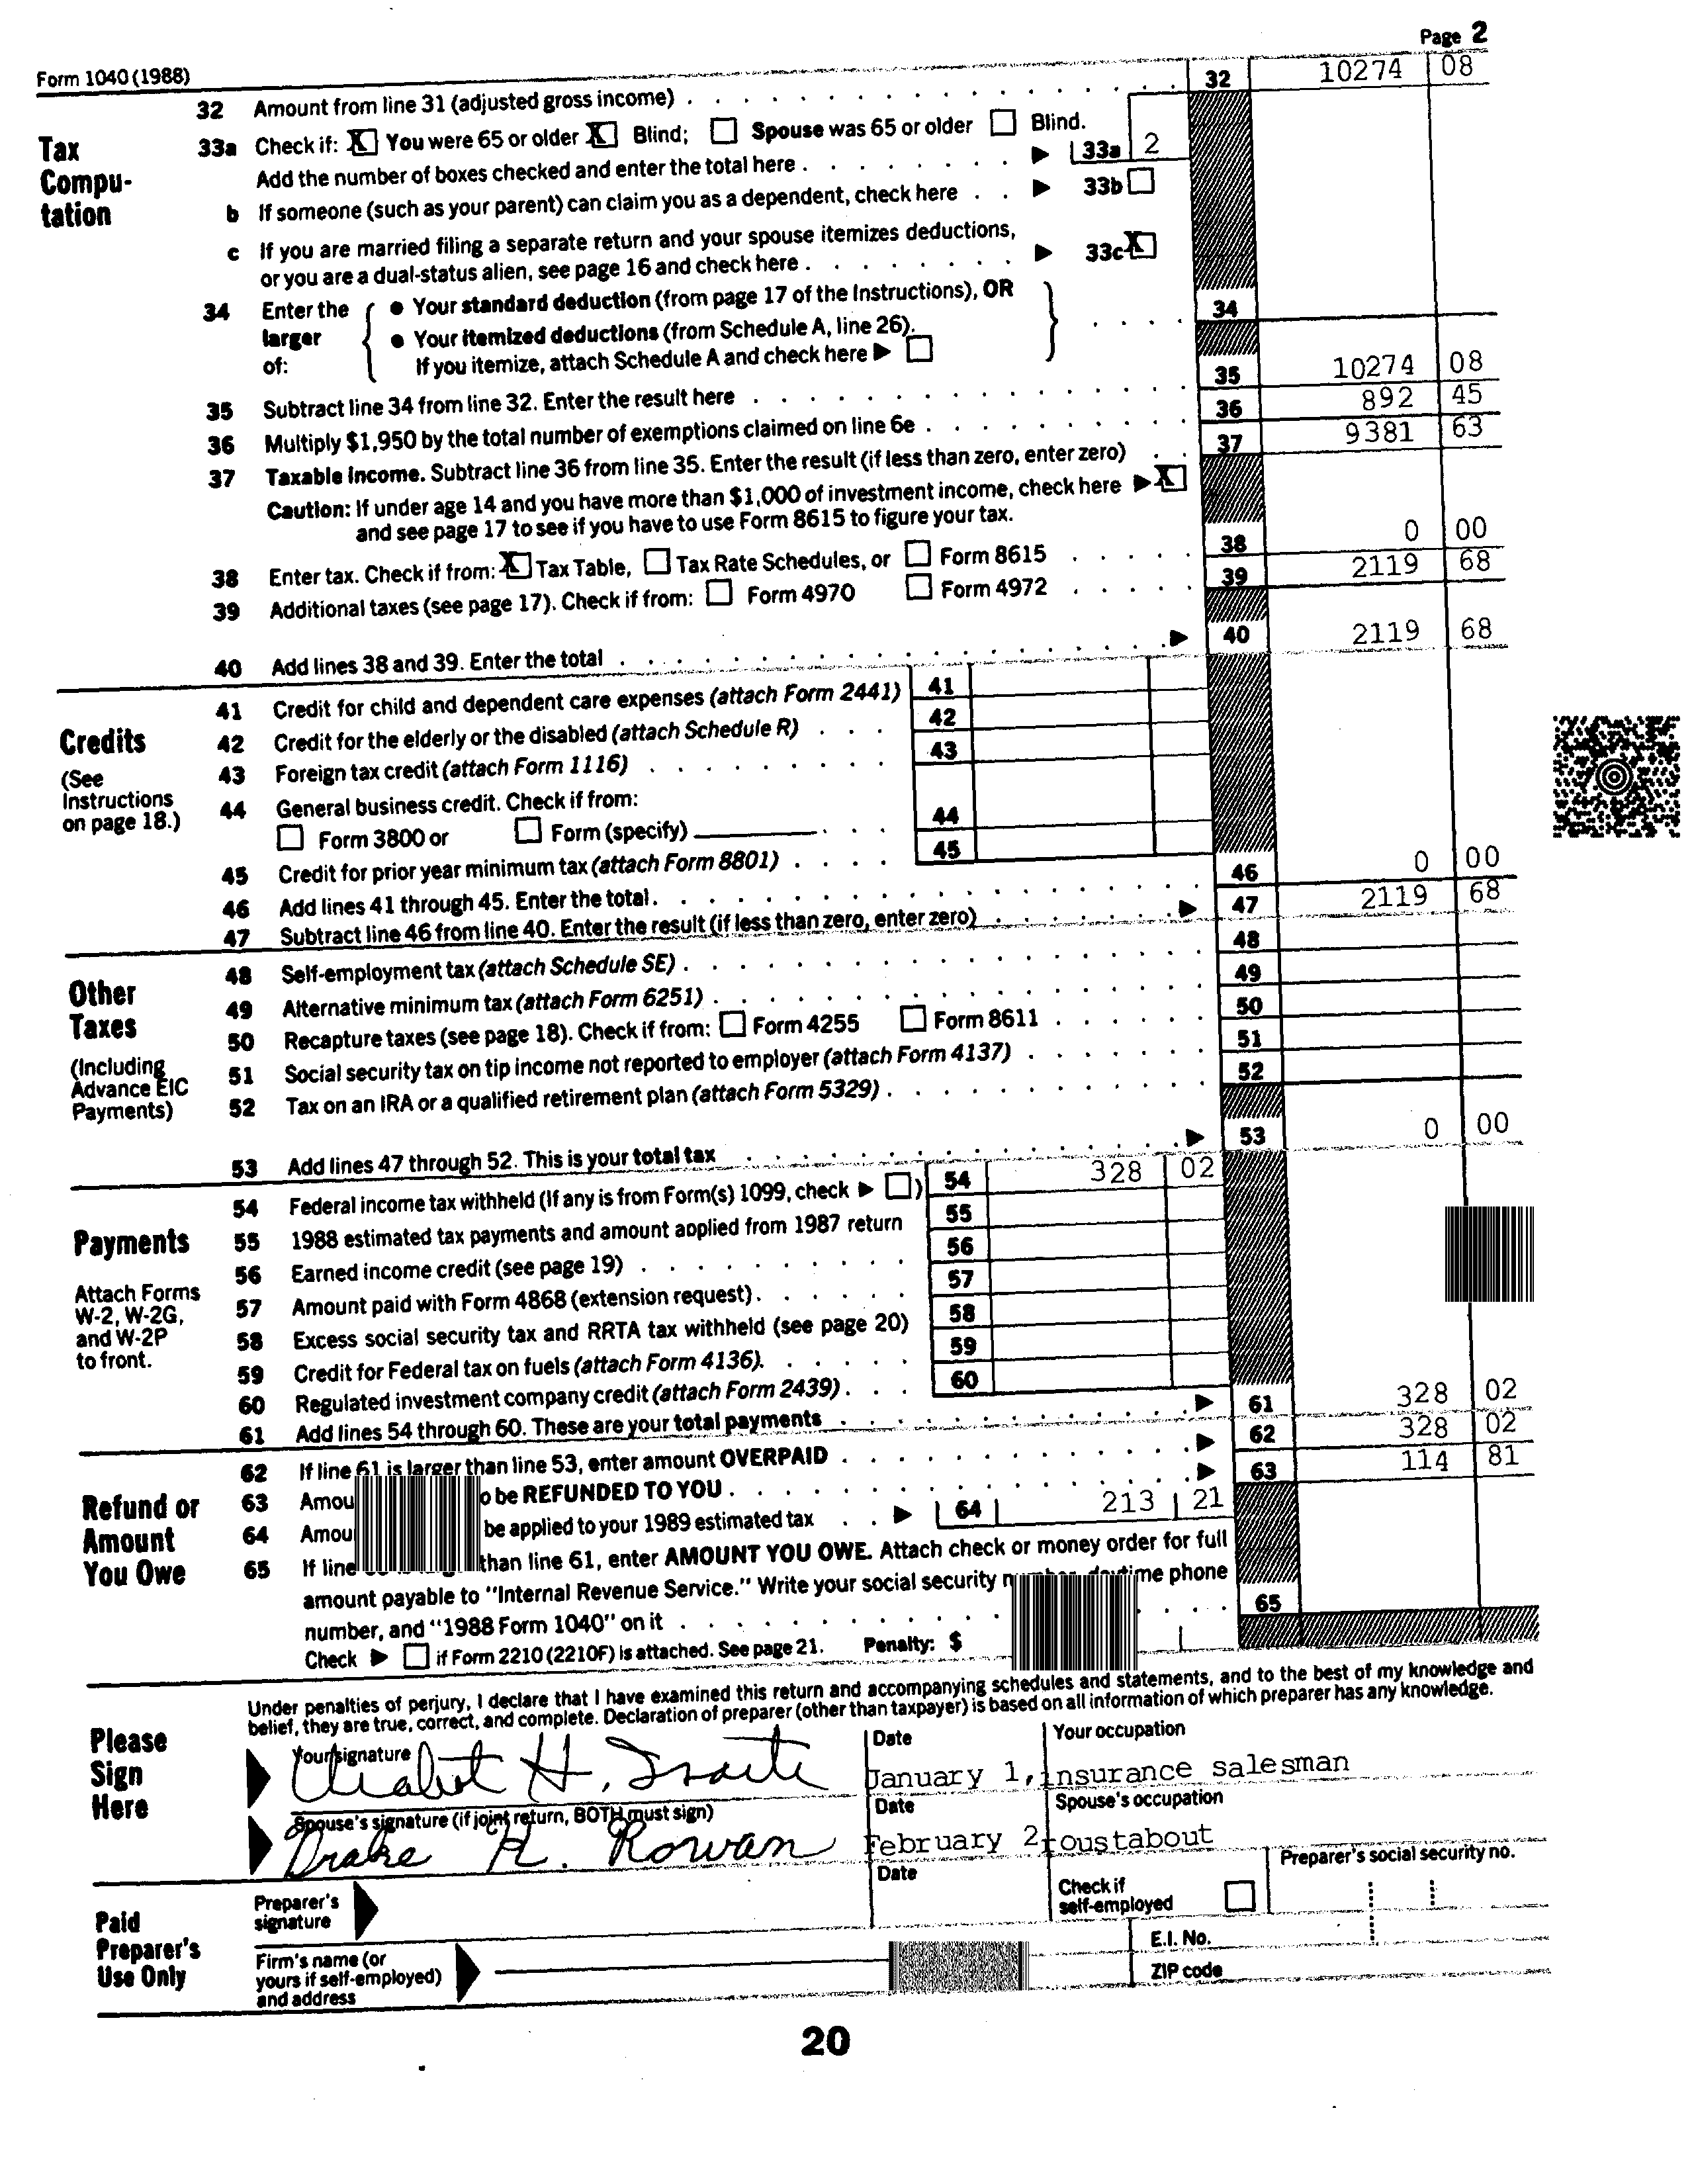 Page 2
Form 1040 (1988)
32 Amount from line 31 (adjusted gross income) 32 10274 08
Tax Compu-tation
33a Check if: X You were 65 or older X Blind; Spouse was 65 or older Blind.
Add the number of boxes checked and enter the total here 33a 2
b If someone (such as your parent) can claim you as a dependent, check here 33b
c If you are married filing a separate return and your spouse itemizes deductions,
or you are a dual-status alien, see page 16 and check here 33c X
34 Enter the larger of:
• Your standard deduction (from page 17 of the Instructions), OR
• Your itemized deductions (from Schedule A, line 26).
If you itemize, attach Schedule A and check here ▶
34
35 Subtract line 34 from line 32. Enter the result here 35 10274 08
36 Multiply $1,950 by the total number of exemptions claimed on line 6e 36 892 45
37 Taxable income. Subtract line 36 from line 35. Enter the result (if less than zero, enter zero) 37 9381 63
Caution: If under age 14 and you have more than $1,000 of investment income, check here ▶ X
and see page 17 to see if you have to use Form 8615 to figure your tax.
38 Enter tax. Check if from: X Tax Table, Tax Rate Schedules, or Form 8615 38 0 00
39 Additional taxes (see page 17). Check if from: Form 4970 Form 4972 39 2119 68
40 Add lines 38 and 39. Enter the total ▶ 40 2119 68
Credits
(See Instructions on page 18.)
41 Credit for child and dependent care expenses (attach Form 2441) 41
42 Credit for the elderly or the disabled (attach Schedule R) 42
43 Foreign tax credit (attach Form 1116) 43
44 General business credit. Check if from:
Form 3800 or Form (specify) 44
45 Credit for prior year minimum tax (attach Form 8801) 45
46 Add lines 41 through 45. Enter the total 46 0 00
47 Subtract line 46 from line 40. Enter the result (if less than zero, enter zero) ▶ 47 2119 68
Other Taxes
(Including Advance EIC Payments)
48 Self-employment tax (attach Schedule SE) 48
49 Alternative minimum tax (attach Form 6251) 49
50 Recapture taxes (see page 18). Check if from: Form 4255 Form 8611 50
51 Social security tax on tip income not reported to employer (attach Form 4137) 51
52 Tax on an IRA or a qualified retirement plan (attach Form 5329) 52
53 Add lines 47 through 52. This is your total tax ▶ 53 0 00
Payments
Attach Forms W-2, W-2G, and W-2P to front.
54 Federal income tax withheld (If any is from Form(s) 1099, check ▶ ) 54 328 02
55 1988 estimated tax payments and amount applied from 1987 return 55
56 Earned income credit (see page 19) 56
57 Amount paid with Form 4868 (extension request) 57
58 Excess social security tax and RRTA tax withheld (see page 20) 58
59 Credit for Federal tax on fuels (attach Form 4136) 59
60 Regulated investment company credit (attach Form 2439) 60
61 Add lines 54 through 60. These are your total payments ▶ 61 328 02
Refund or Amount You Owe
62 If line 61 is larger than line 53, enter amount OVERPAID ▶ 62 328 02
63 Amou o be REFUNDED TO YOU ▶ 63 114 81
64 Amou be applied to your 1989 estimated tax ▶ 64 213 21
65 If line than line 61, enter AMOUNT YOU OWE. Attach check or money order for full
amount payable to "Internal Revenue Service." Write your social security me phone
number, and "1988 Form 1040" on it 65
Check ▶ if Form 2210 (2210F) is attached. See page 21. Penalty: $
Please Sign Here
Under penalties of perjury, I declare that I have examined this return and accompanying schedules and statements, and to the best of my knowledge and
belief, they are true, correct, and complete. Declaration of preparer (other than taxpayer) is based on all information of which preparer has any knowledge.
Your signature Date Your occupation
H. January 1, insurance salesman
Spouse's signature (if joint return, BOTH must sign) Date Spouse's occupation
Drake H. Rowan February 2 roustabout
Paid Preparer's Use Only
Preparer's signature Date Check if self-employed Preparer's social security no.
Firm's name (or yours if self-employed) and address E.I. No.
ZIP code
20